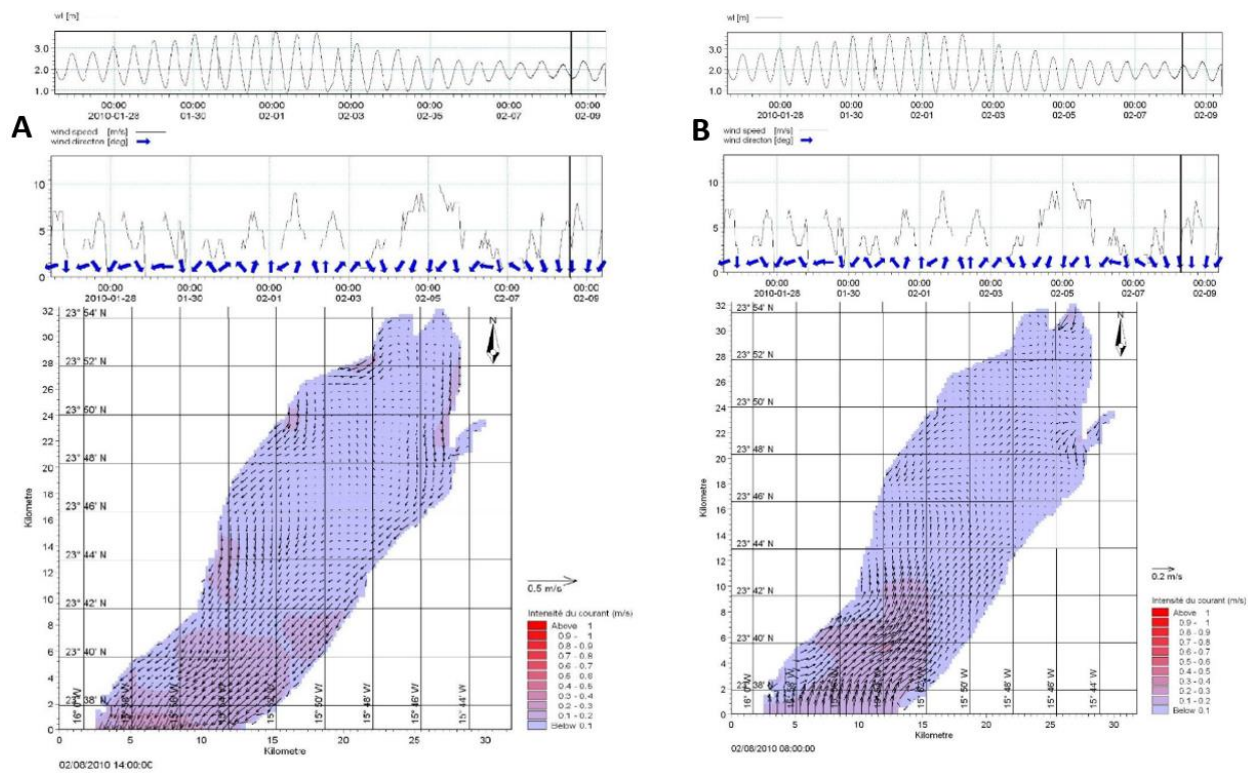 A
wl [m]
3.0
2.0
1.0
00:00 00:00 00:00 00:00 00:00 00:00 00:00
2010-01-28 01-30 02-01 02-03 02-05 02-07 02-09
wind speed [m/s]
wind direction [deg]
10
5
0
00:00 00:00 00:00 00:00 00:00 00:00 00:00
2010-01-28 01-30 02-01 02-03 02-05 02-07 02-09
32
30
28
26
24
22
20
18
16
14
12
10
8
6
4
2
0
Kilometre
23° 54' N
23° 52' N
23° 50' N
23° 48' N
23° 46' N
23° 44' N
23° 42' N
23° 40' N
23° 38' N
16° 0' W
15° 50' W
15° 48' W
15° 46' W
15° 44' W
N
0 5 10 15 20 25 30
Kilometre
0.5 m/s
Intensité du courant (m/s)
Above 1
0.9 - 1
0.8 - 0.9
0.7 - 0.8
0.6 - 0.7
0.5 - 0.6
0.4 - 0.5
0.3 - 0.4
0.2 - 0.3
0.1 - 0.2
Below 0.1
02/08/2010 14:00:00
B
wl [m]
3.0
2.0
1.0
00:00 00:00 00:00 00:00 00:00 00:00 00:00
2010-01-28 01-30 02-01 02-03 02-05 02-07 02-09
wind speed [m/s]
wind direction [deg]
10
5
0
00:00 00:00 00:00 00:00 00:00 00:00 00:00
2010-01-28 01-30 02-01 02-03 02-05 02-07 02-09
32
30
28
26
24
22
20
18
16
14
12
10
8
6
4
2
0
Kilometre
23° 54' N
23° 52' N
23° 50' N
23° 48' N
23° 46' N
23° 44' N
23° 42' N
23° 40' N
23° 38' N
16° 0' W
15° 50' W
15° 48' W
15° 46' W
15° 44' W
N
0 5 10 15 20 25 30
Kilometre
0.2 m/s
Intensité du courant (m/s)
Above 1
0.9 - 1
0.8 - 0.9
0.7 - 0.8
0.6 - 0.7
0.5 - 0.6
0.4 - 0.5
0.3 - 0.4
0.2 - 0.3
0.1 - 0.2
Below 0.1
02/08/2010 08:00:00